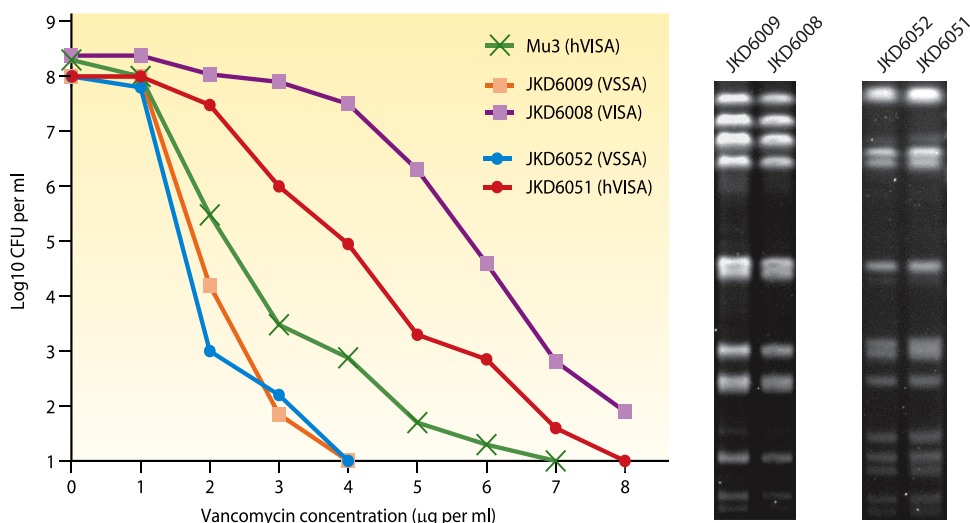 9
8
7
6
5
4
3
2
1
Log10 CFU per ml
0 1 2 3 4 5 6 7 8
Vancomycin concentration (µg per ml)
Mu3 (hVISA)
JKD6009 (VSSA)
JKD6008 (VISA)
JKD6052 (VSSA)
JKD6051 (hVISA)
JKD6009
JKD6008
JKD6052
JKD6051